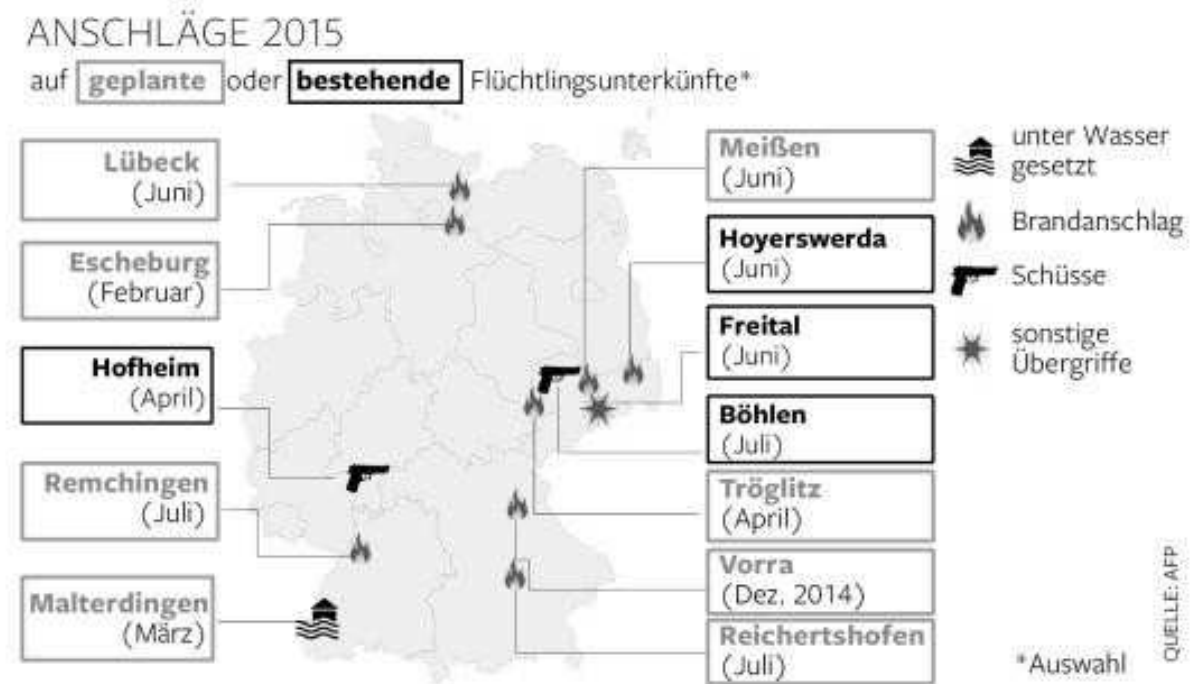 ANSCHLÄGE 2015
auf geplante oder bestehende Flüchtlingsunterkünfte*
Lübeck
(Juni)
Escheburg
(Februar)
Hofheim
(April)
Remchingen
(Juli)
Malterdingen
(März)
Meißen
(Juni)
Hoyerswerda
(Juni)
Freital
(Juni)
Böhlen
(Juli)
Tröglitz
(April)
Vorra
(Dez. 2014)
Reichertshofen
(Juli)
unter Wasser
gesetzt
Brandanschlag
Schüsse
sonstige
Übergriffe
*Auswahl
QUELLE: AFP